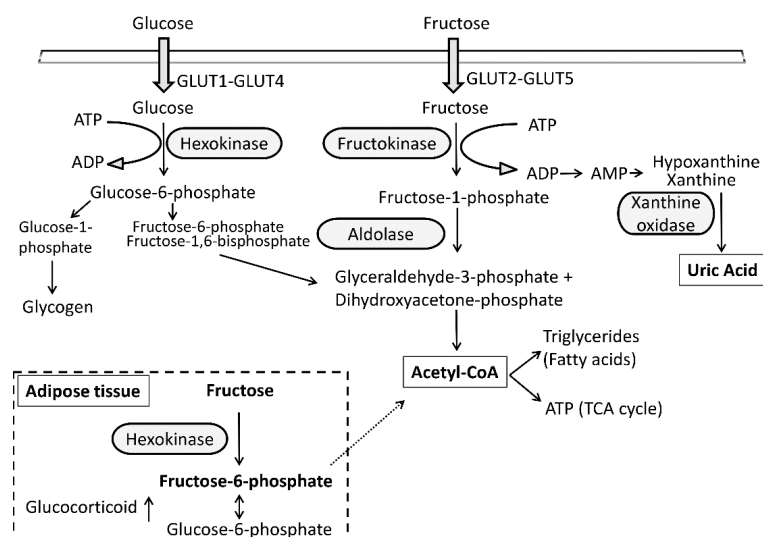 Glucose
Fructose
GLUT1-GLUT4
GLUT2-GLUT5
Glucose
Fructose
ATP
Hexokinase
Fructokinase
ATP
ADP
ADP
AMP
Hypoxanthine
Xanthine
Glucose-6-phosphate
Fructose-1-phosphate
Xanthine
oxidase
Glucose-1-
phosphate
Fructose-6-phosphate
Fructose-1,6-bisphosphate
Aldolase
Uric Acid
Glycogen
Glyceraldehyde-3-phosphate +
Dihydroxyacetone-phosphate
Triglycerides
(Fatty acids)
Acetyl-CoA
ATP (TCA cycle)
Adipose tissue
Fructose
Hexokinase
Fructose-6-phosphate
Glucocorticoid
Glucose-6-phosphate